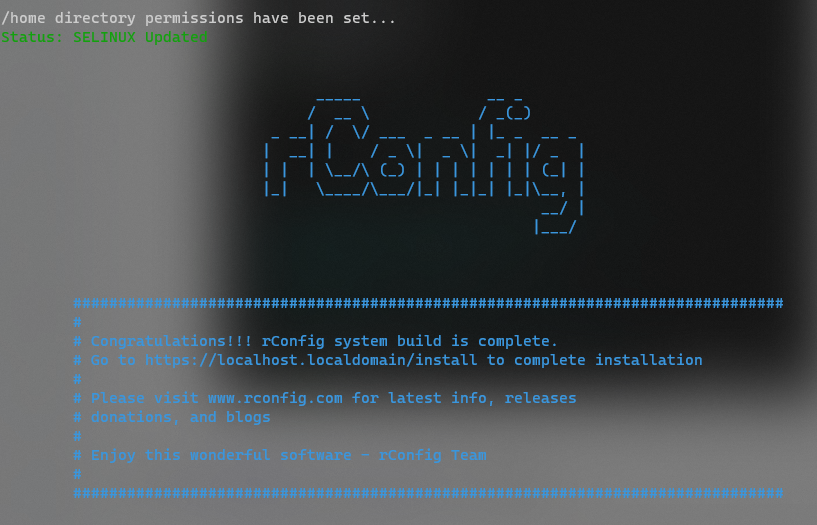 /home directory permissions have been set...
Status: SELINUX Updated
rConfig
###############################################################################
#
# Congratulations!!! rConfig system build is complete.
# Go to https://localhost.localdomain/install to complete installation
#
# Please visit www.rconfig.com for latest info, releases
# donations, and blogs
#
# Enjoy this wonderful software - rConfig Team
#
###############################################################################